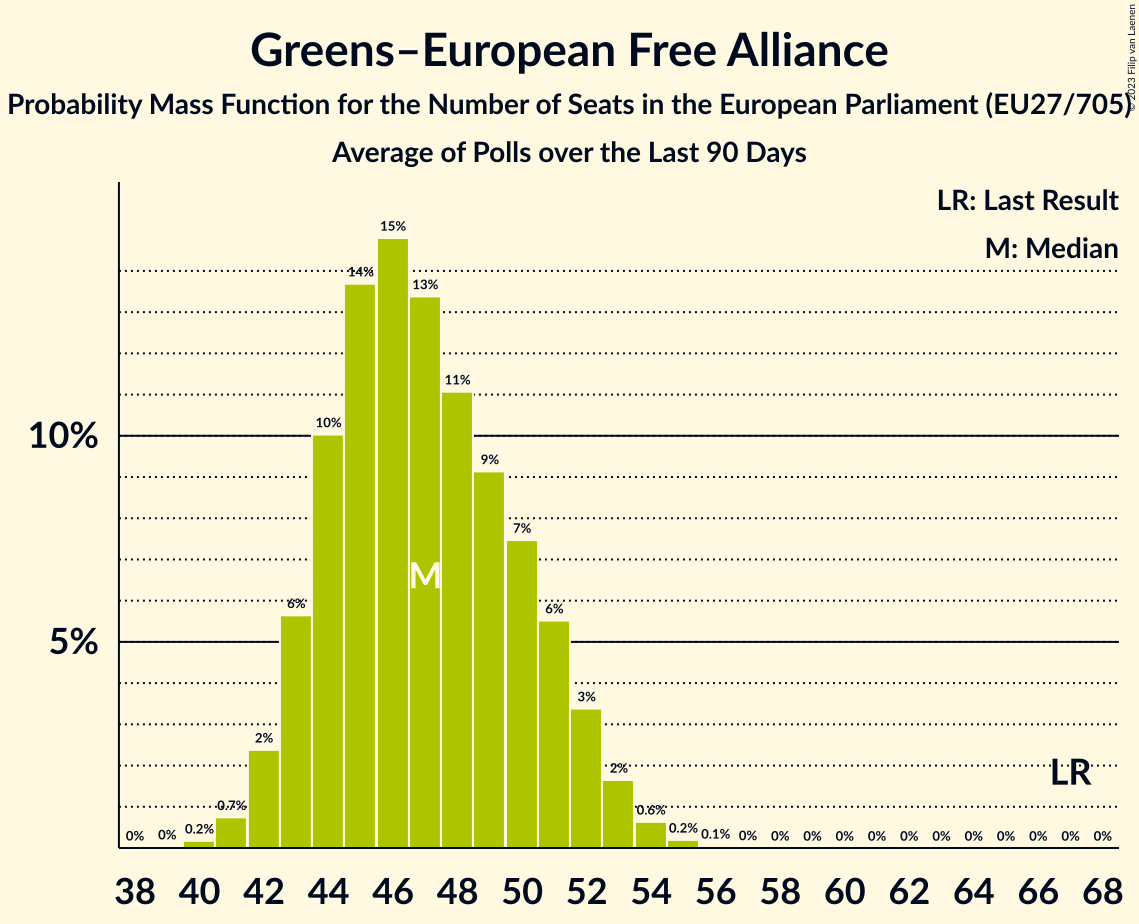 Greens–European Free Alliance
Probability Mass Function for the Number of Seats in the European Parliament (EU27/705)
Average of Polls over the Last 90 Days
© 2023 Filip van Laenen
LR: Last Result
M: Median
10%
5%
0% 0% 0.2% 0.7% 2% 6% 10% 14% 15% 13% 11% 9% 7% 6% 3% 2% 0.6% 0.2% 0.1% 0% 0% 0% 0% 0% 0% 0% 0% 0% 0% 0% 0%
M
LR
38 40 42 44 46 48 50 52 54 56 58 60 62 64 66 68